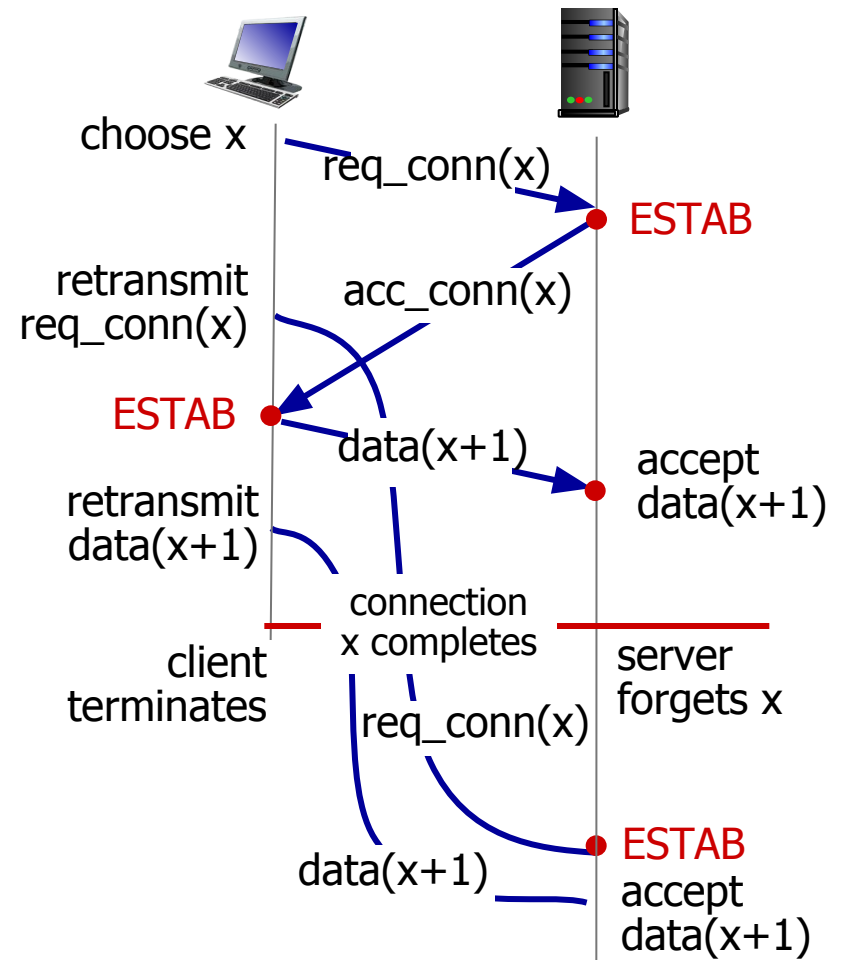 choose x
req_conn(x)
ESTAB
retransmit
req_conn(x)
acc_conn(x)
ESTAB
data(x+1)
accept
data(x+1)
retransmit
data(x+1)
connection
x completes
client
terminates
server
forgets x
req_conn(x)
ESTAB
data(x+1)
accept
data(x+1)